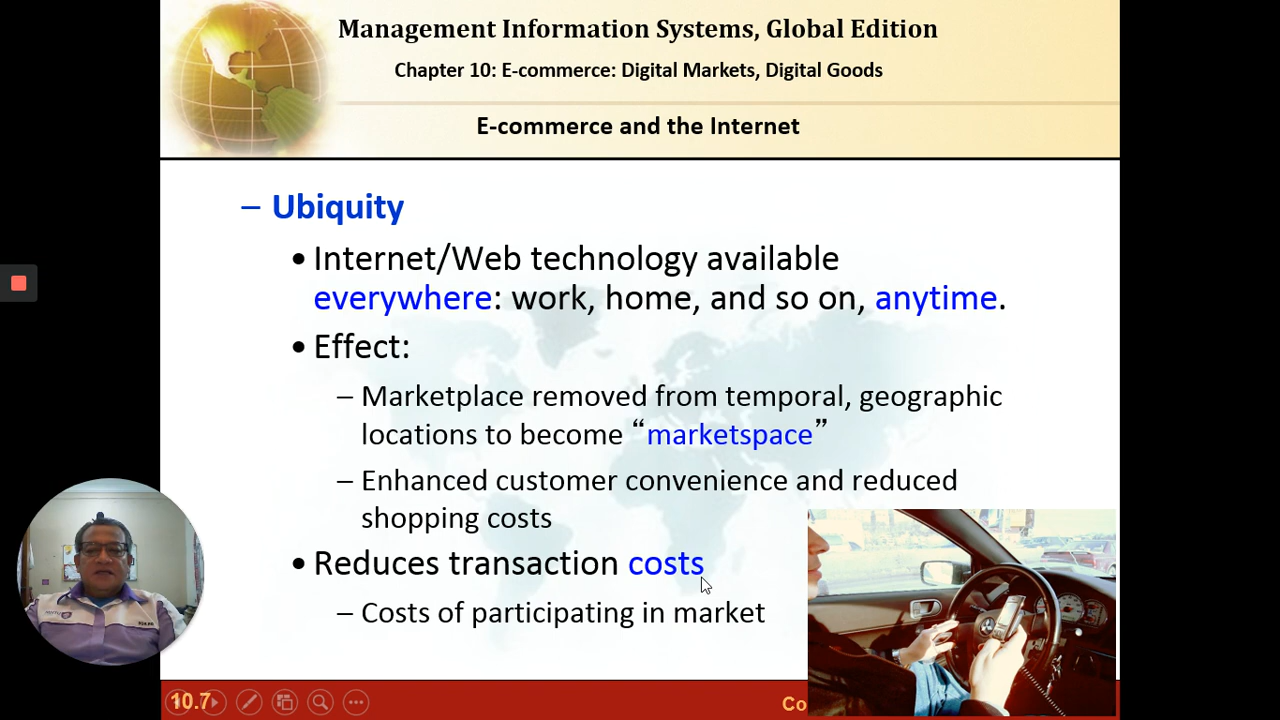 Management Information Systems, Global Edition
Chapter 10: E-commerce: Digital Markets, Digital Goods
E-commerce and the Internet
– Ubiquity
• Internet/Web technology available
everywhere: work, home, and so on, anytime.
• Effect:
– Marketplace removed from temporal, geographic
locations to become “marketspace”
– Enhanced customer convenience and reduced
shopping costs
• Reduces transaction costs
– Costs of participating in market
10.7
Co